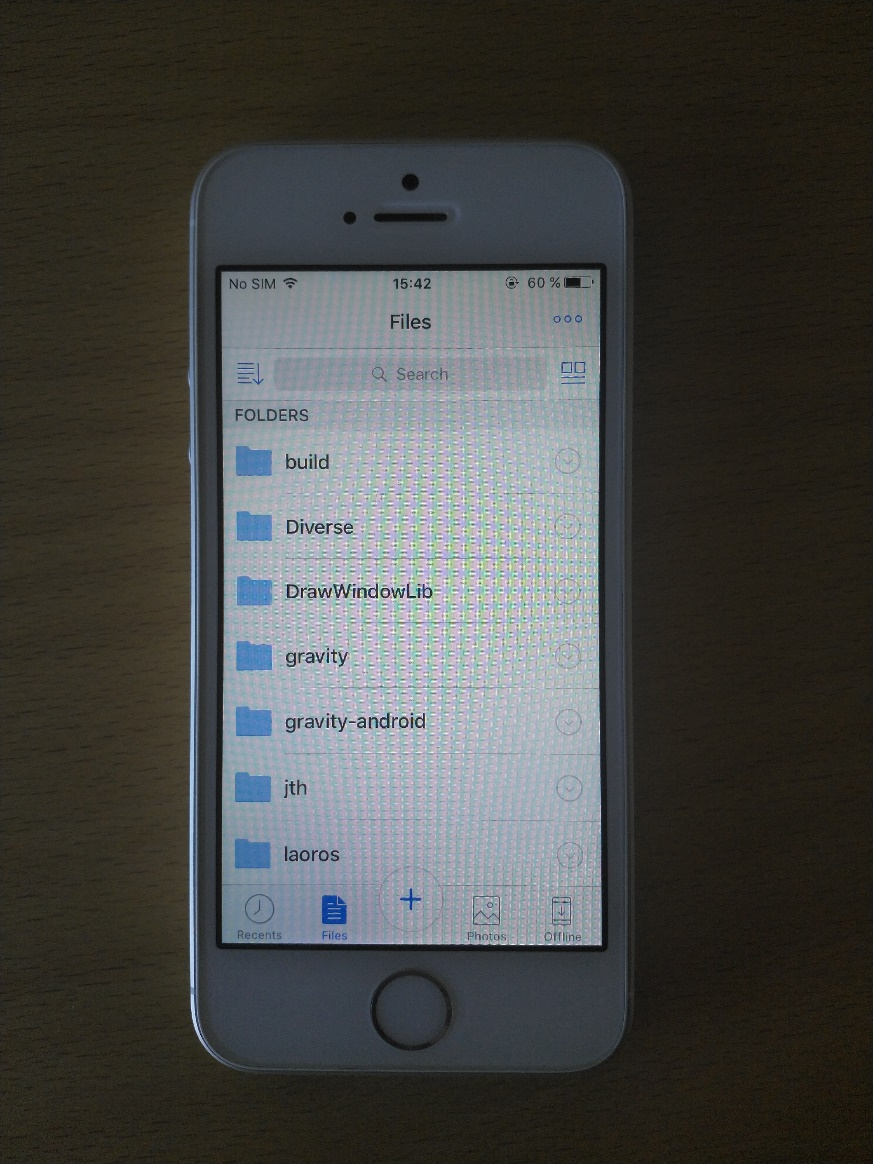 No SIM 15:42 60 %
Files
Search
FOLDERS
build
Diverse
DrawWindowLib
gravity
gravity-android
jth
laoros
Recents Files Photos Offline